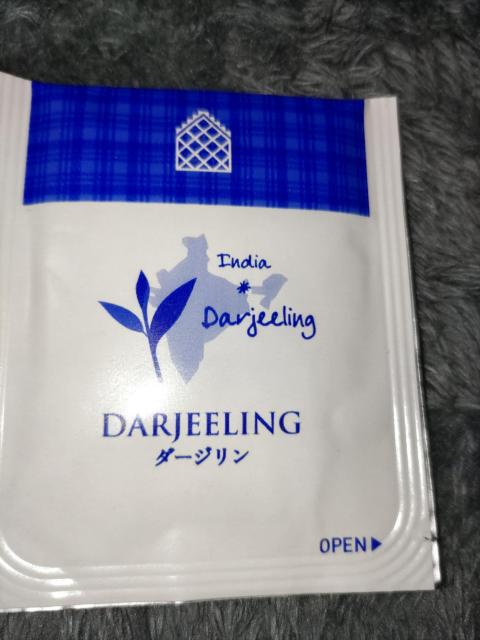 India
Darjeeling
DARJEELING
ダージリン
OPEN